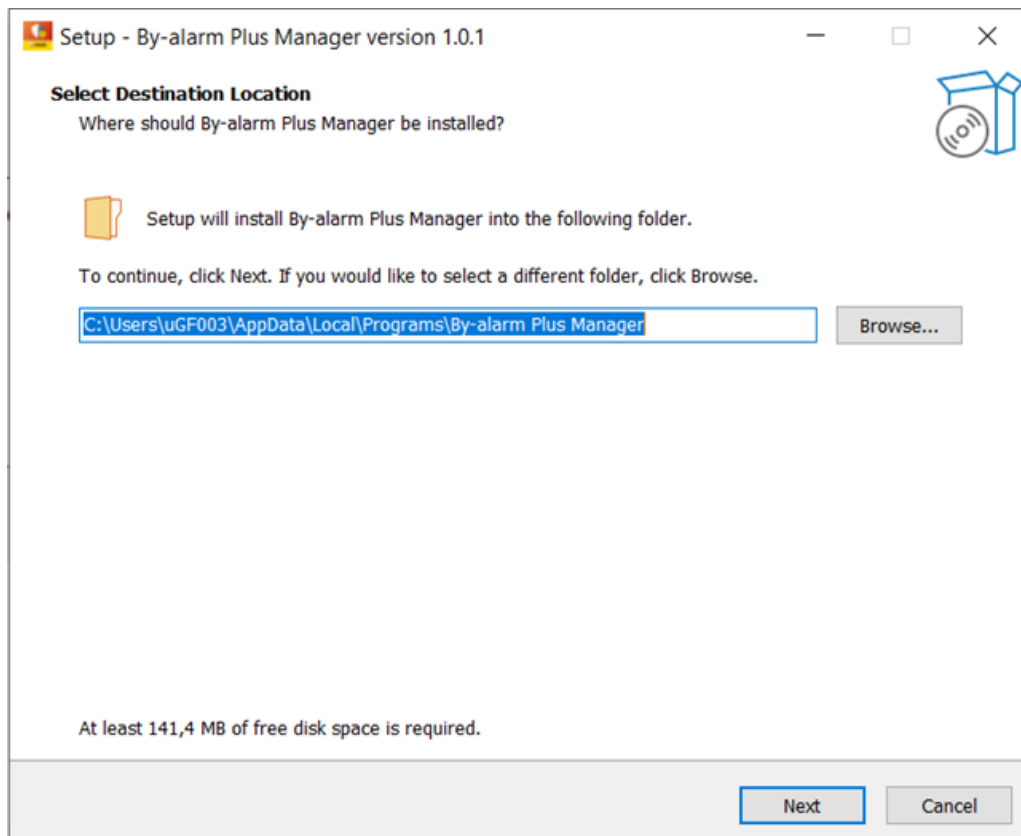 Setup - By-alarm Plus Manager version 1.0.1
Select Destination Location
Where should By-alarm Plus Manager be installed?
Setup will install By-alarm Plus Manager into the following folder.
To continue, click Next. If you would like to select a different folder, click Browse.
C:\Users\uGF003\AppData\Local\Programs\By-alarm Plus Manager
Browse...
At least 141,4 MB of free disk space is required.
Next
Cancel